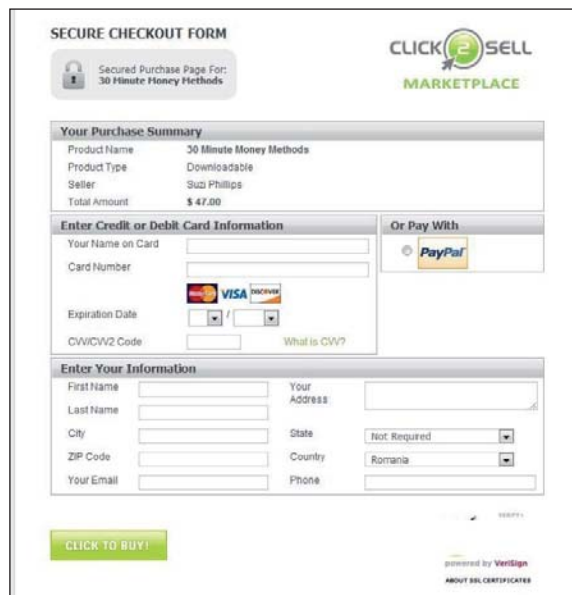 SECURE CHECKOUT FORM
Secured Purchase Page For:
30 Minute Money Methods
CLICK 2 SELL
MARKETPLACE
Your Purchase Summary
Product Name 30 Minute Money Methods
Product Type Downloadable
Seller Suzi Phillips
Total Amount $ 47.00
Enter Credit or Debit Card Information
Or Pay With
Your Name on Card
PayPal
Card Number
MasterCard VISA DISCOVER
Expiration Date /
CVV/CVV2 Code What is CVV?
Enter Your Information
First Name Your Address
Last Name
City State Not Required
ZIP Code Country Romania
Your Email Phone
VERIFY
CLICK TO BUY!
powered by VeriSign
ABOUT SSL CERTIFICATES